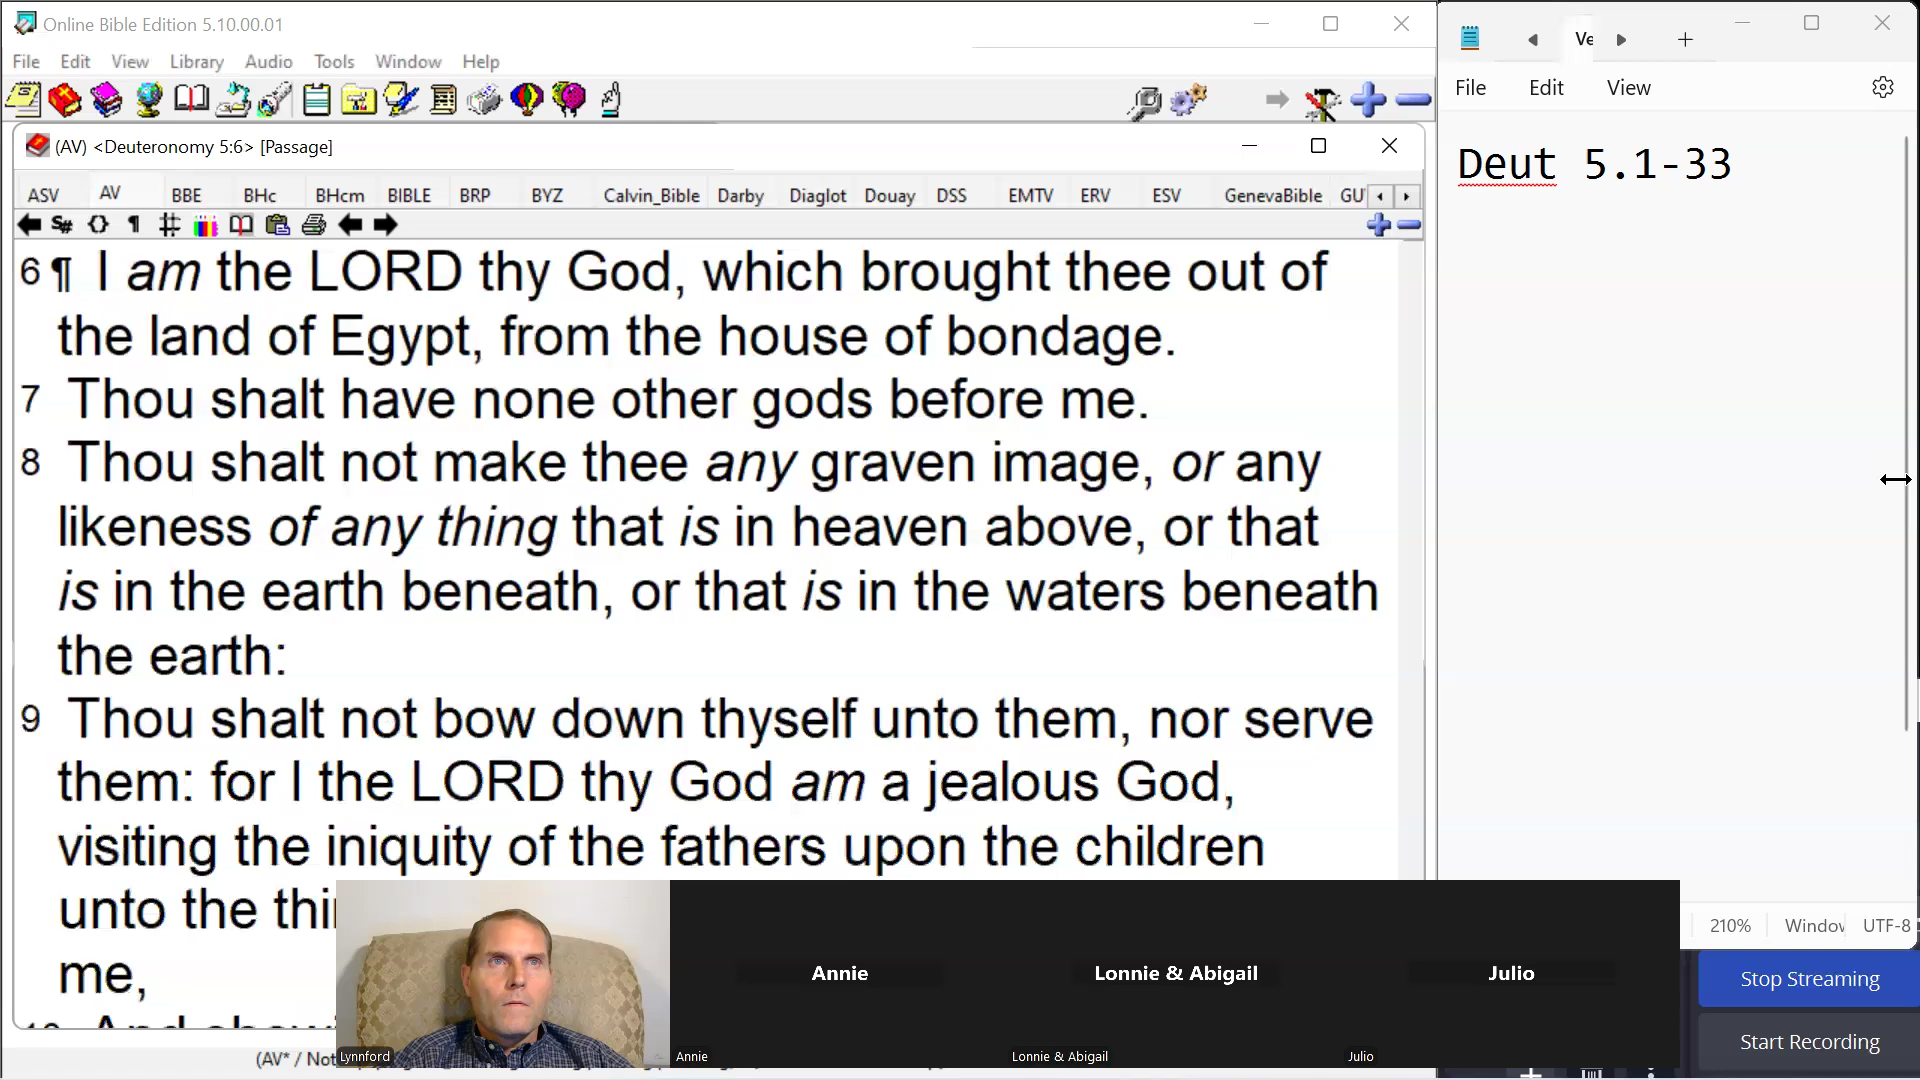 Online Bible Edition 5.10.00.01
File Edit View Library Audio Tools Window Help
(AV) <Deuteronomy 5:6> [Passage]
ASV AV BBE BHc BHcm BIBLE BRP BYZ Calvin_Bible Darby Diaglot Douay DSS EMTV ERV ESV GenevaBible GU
6 ¶ I am the LORD thy God, which brought thee out of
the land of Egypt, from the house of bondage.
7 Thou shalt have none other gods before me.
8 Thou shalt not make thee any graven image, or any
likeness of any thing that is in heaven above, or that
is in the earth beneath, or that is in the waters beneath
the earth:
9 Thou shalt not bow down thyself unto them, nor serve
them: for I the LORD thy God am a jealous God,
visiting the iniquity of the fathers upon the children
unto the
me,
(AV* / Not
Ve
File Edit View
Deut 5.1-33
210% UTF-8
Stop Streaming
Start Recording
Annie
Lonnie & Abigail
Julio
Lynnford
Annie
Lonnie & Abigail
Julio